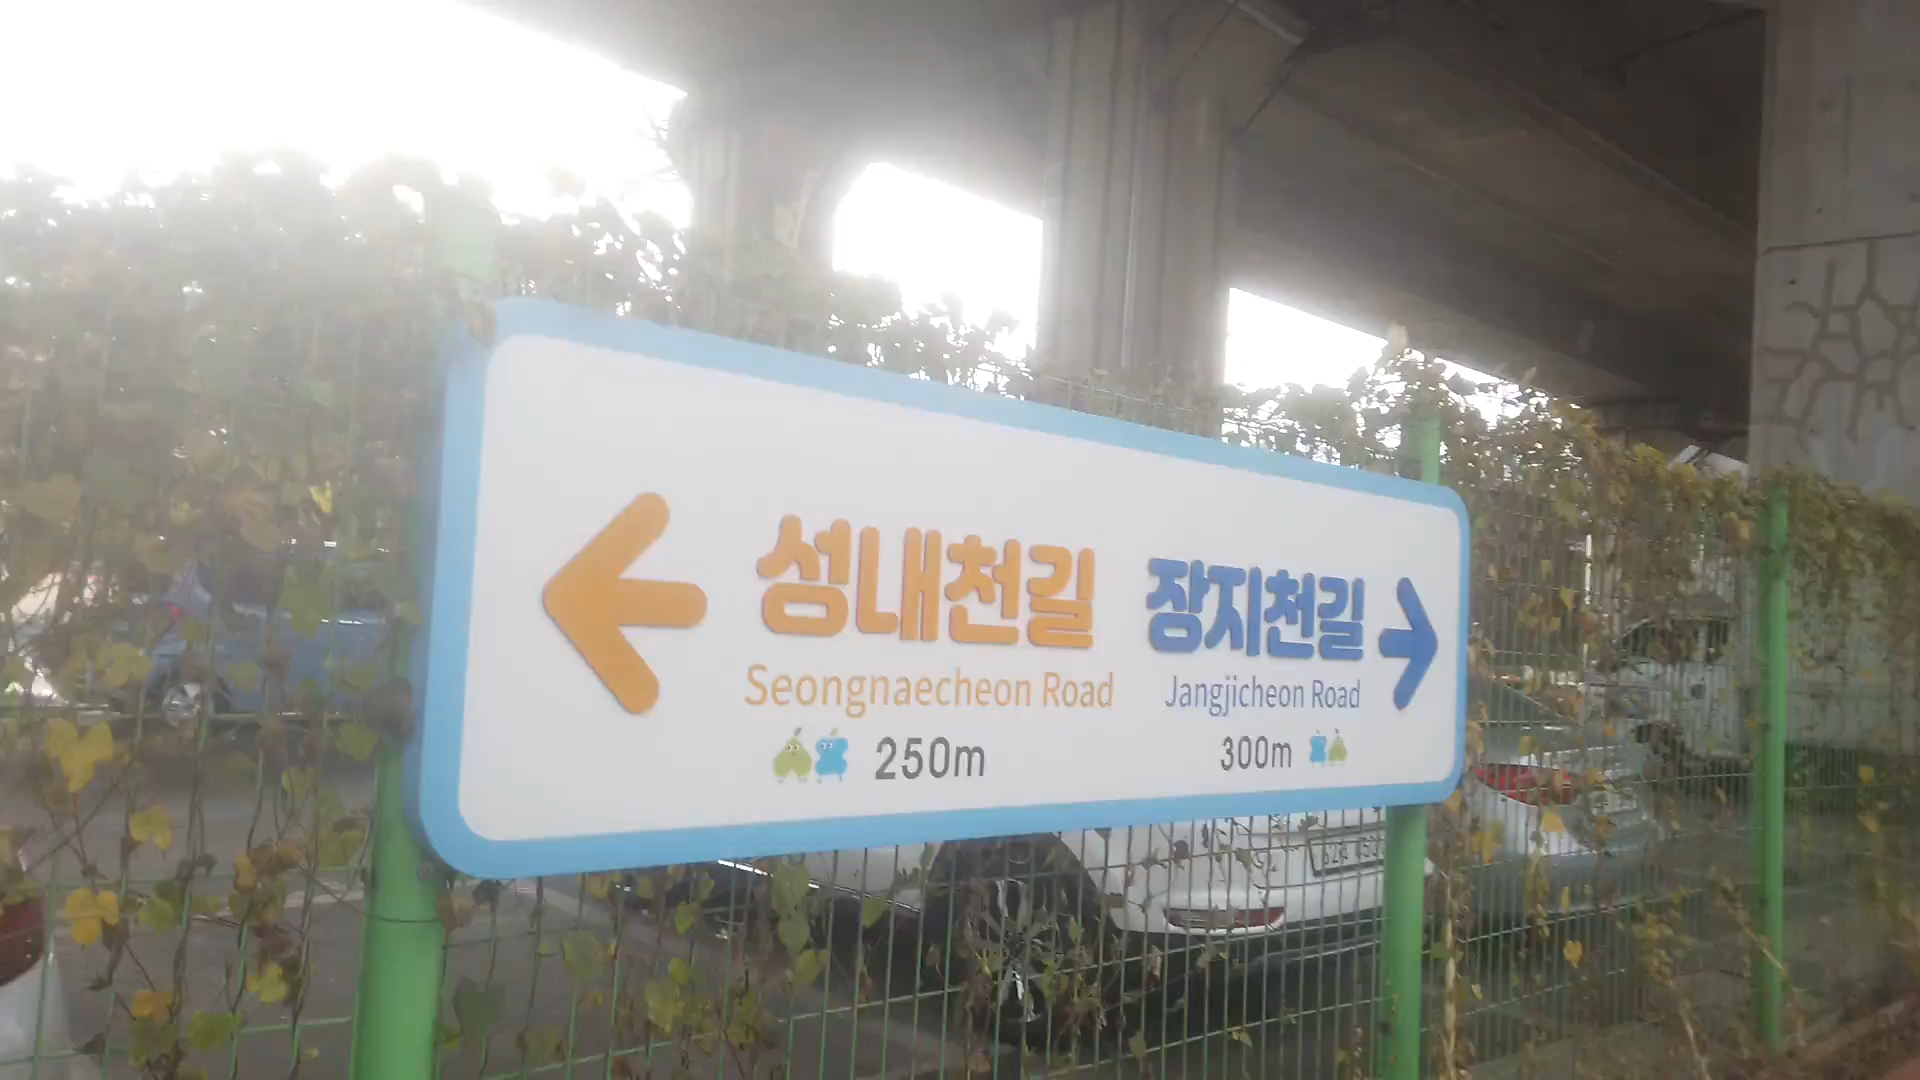 성내천길
Seongnaecheon Road
250m
장지천길
Jangjicheon Road
300m